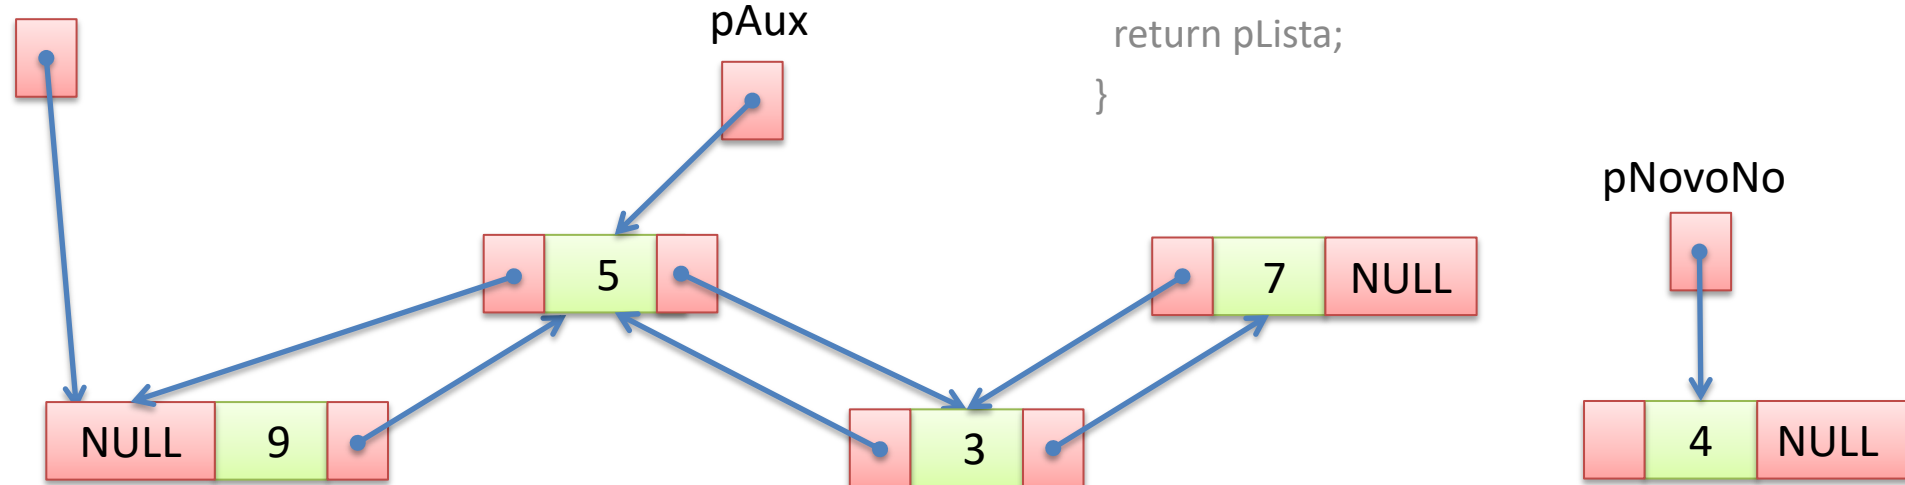 pAux
return pLista;
}
pNovoNo
5
7 NULL
NULL 9
3
4 NULL